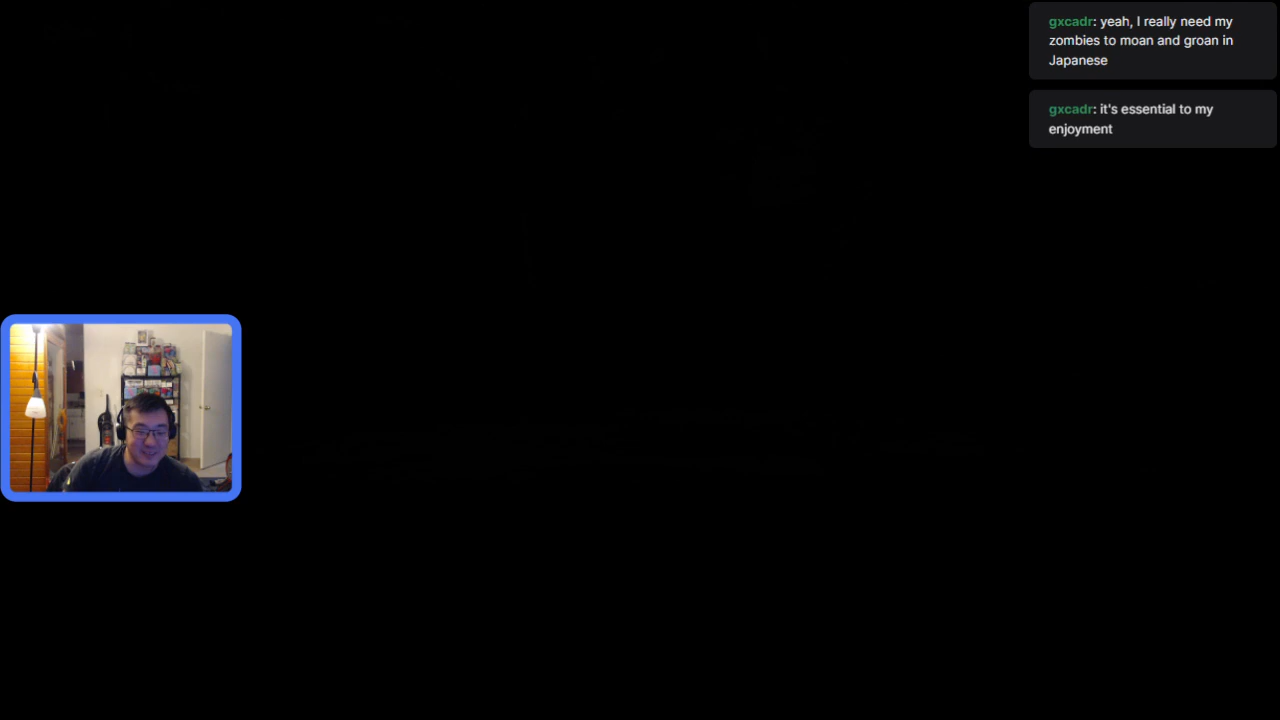 gxcadr: yeah, I really need my
zombies to moan and groan in
Japanese
gxcadr: it's essential to my
enjoyment